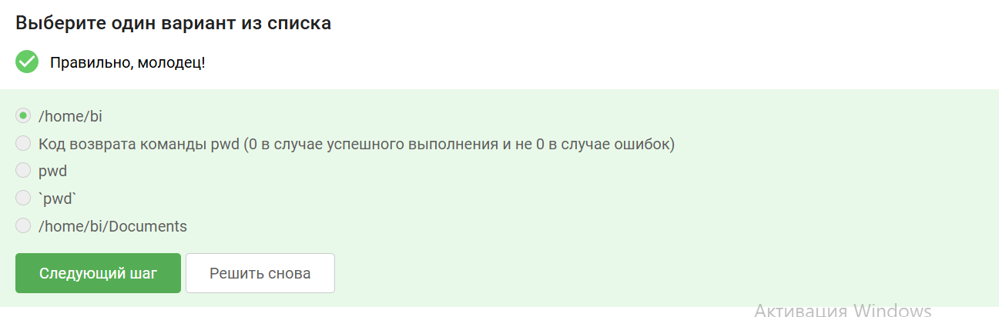 Выберите один вариант из списка
Правильно, молодец!
/home/bi
Код возврата команды pwd (0 в случае успешного выполнения и не 0 в случае ошибок)
pwd
`pwd`
/home/bi/Documents
Следующий шаг
Решить снова
Активация Windows